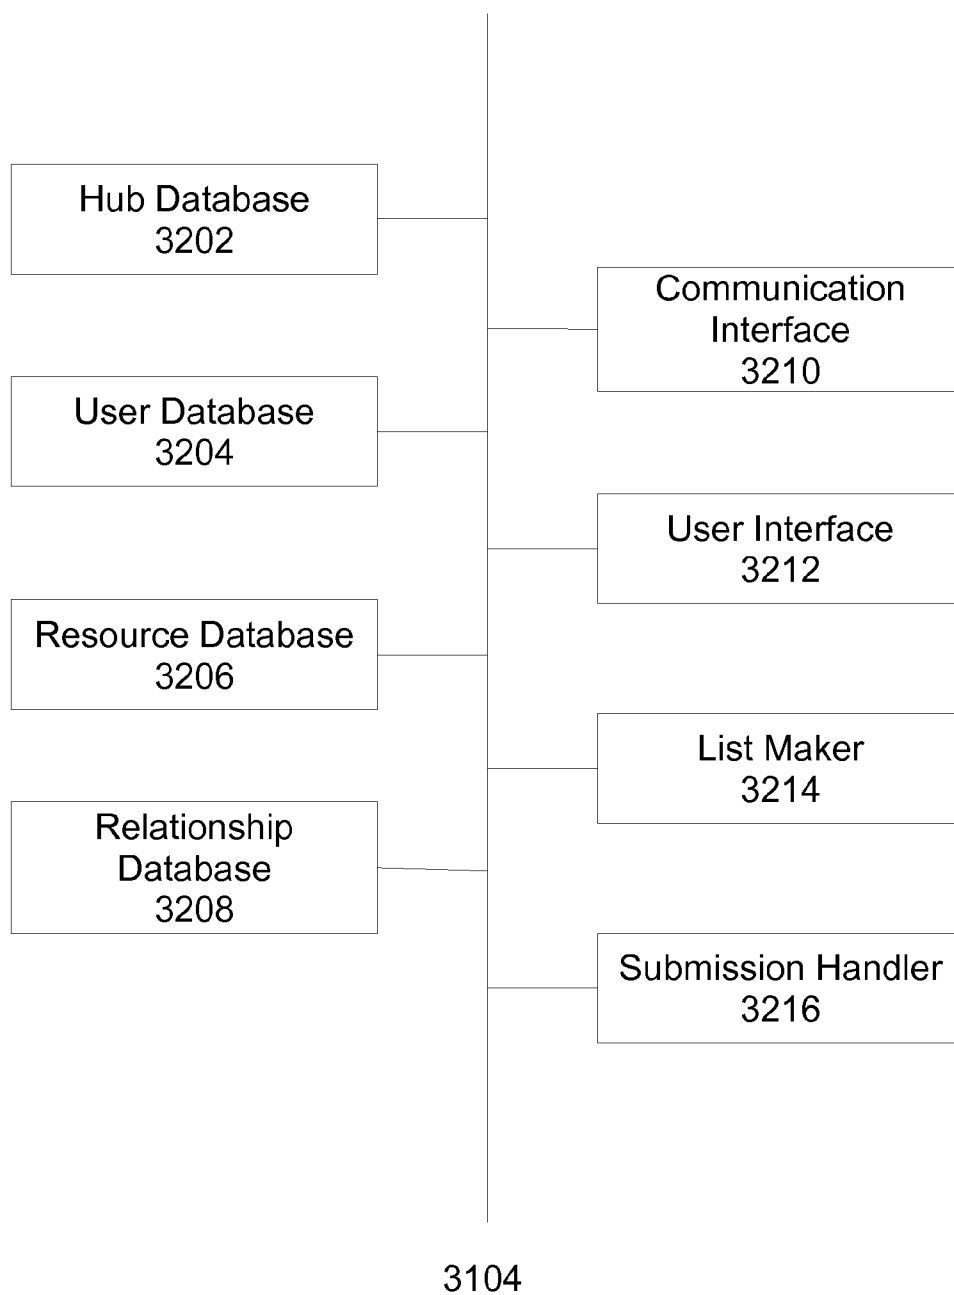 Hub Database
3202
Communication
Interface
3210
User Database
3204
User Interface
3212
Resource Database
3206
List Maker
3214
Relationship
Database
3208
Submission Handler
3216
3104